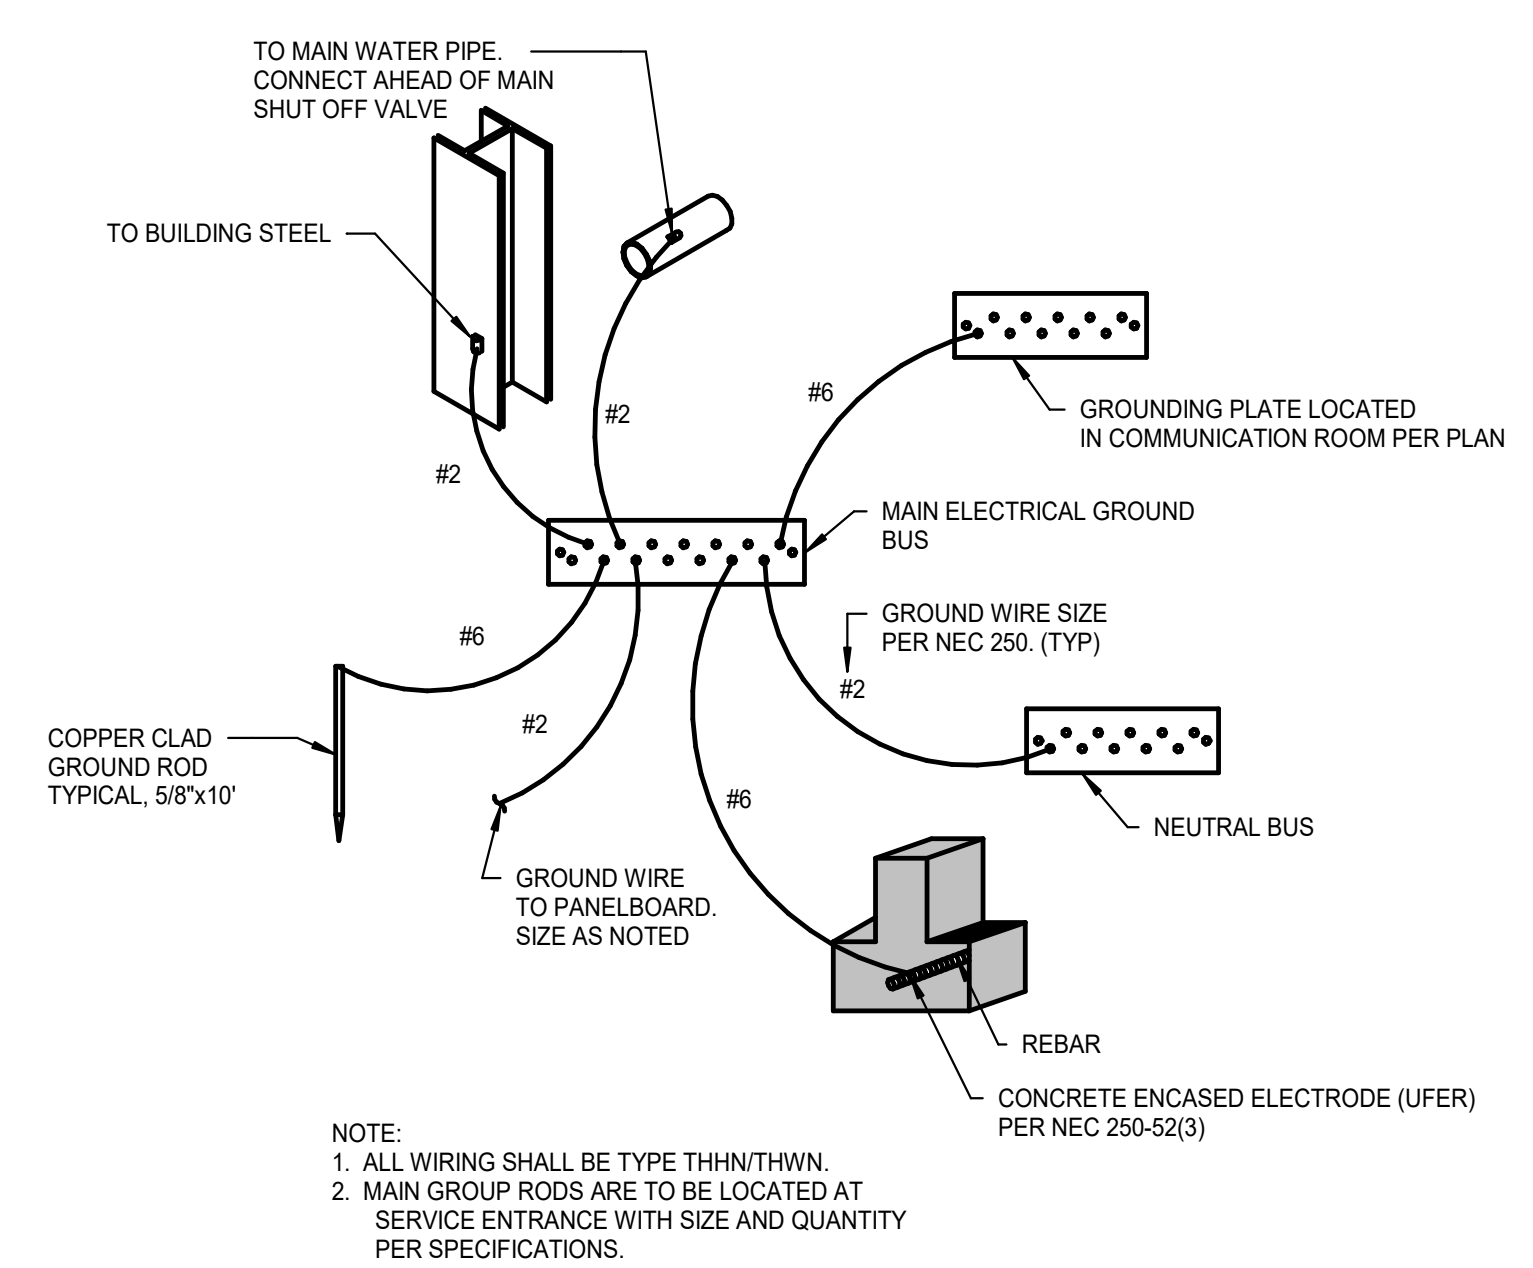 TO MAIN WATER PIPE.
CONNECT AHEAD OF MAIN
SHUT OFF VALVE
TO BUILDING STEEL
#6
GROUNDING PLATE LOCATED
IN COMMUNICATION ROOM PER PLAN
#2
#2
MAIN ELECTRICAL GROUND
BUS
GROUND WIRE SIZE
PER NEC 250. (TYP)
#6
#2
#2
COPPER CLAD
GROUND ROD
TYPICAL, 5/8"x10'
#6
NEUTRAL BUS
GROUND WIRE
TO PANELBOARD.
SIZE AS NOTED
REBAR
CONCRETE ENCASED ELECTRODE (UFER)
PER NEC 250-52(3)
NOTE:
1. ALL WIRING SHALL BE TYPE THHN/THWN.
2. MAIN GROUP RODS ARE TO BE LOCATED AT
SERVICE ENTRANCE WITH SIZE AND QUANTITY
PER SPECIFICATIONS.